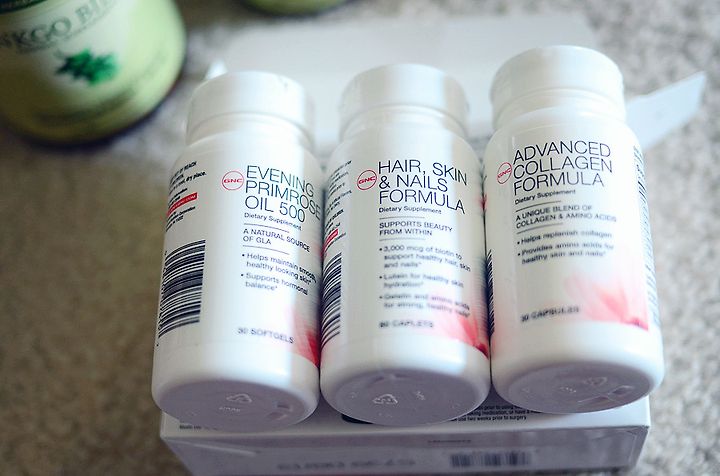 NKGO BIL
GNC
EVENING
PRIMROSE
OIL 500
Dietary Supplement
A NATURAL SOURCE
OF GLA
• Helps maintain smooth,
healthy looking skin*
• Supports hormonal
balance*
30 SOFTGELS
GNC
HAIR, SKIN
& NAILS
FORMULA
Dietary Supplement
SUPPORTS BEAUTY
FROM WITHIN
• 3,000 mcg of biotin to
support healthy hair, skin
and nails*
• Lutein for healthy skin
hydration*
• Gelatin and amino acids
for strong, healthy nails*
CAPLETS
GNC
ADVANCED
COLLAGEN
FORMULA
Dietary Supplement
A UNIQUE BLEND OF
COLLAGEN & AMINO ACIDS
• Helps replenish collagen
• Provides amino acids for
healthy skin and nails*
30 CAPSULES